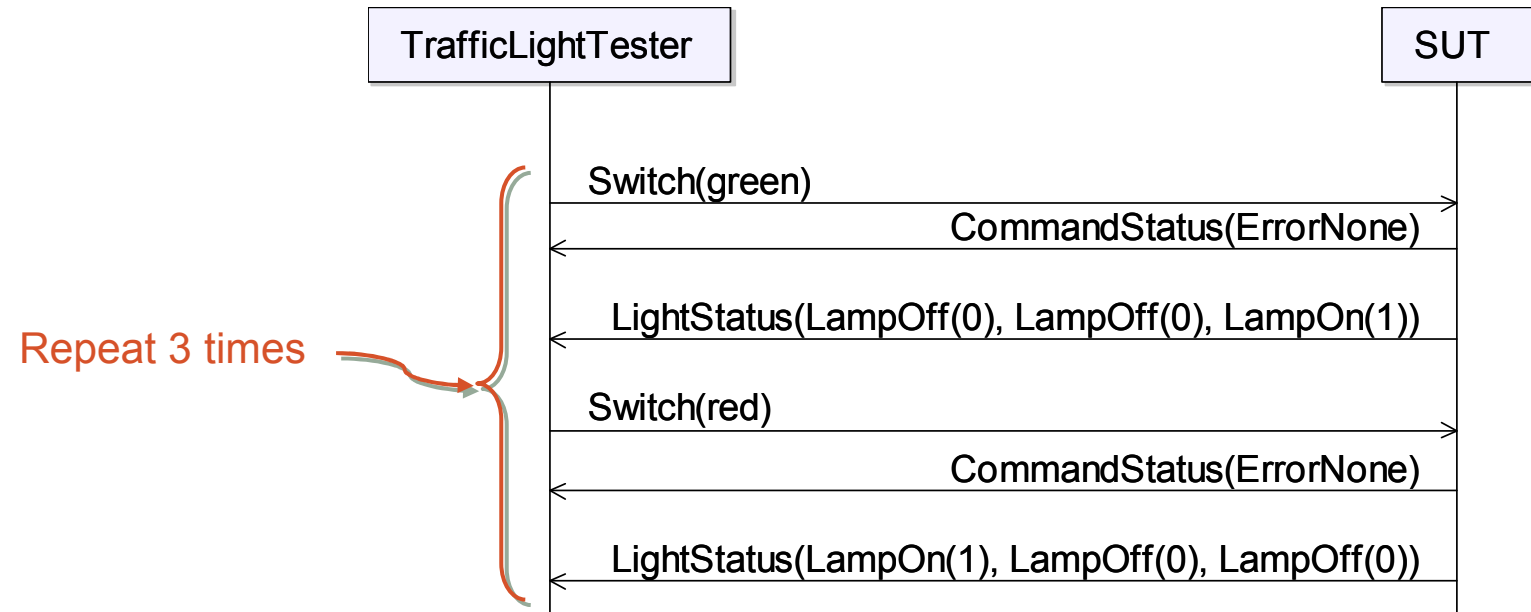 TrafficLightTester
SUT
Switch(green)
CommandStatus(ErrorNone)
LightStatus(LampOff(0), LampOff(0), LampOn(1))
Repeat 3 times
Switch(red)
CommandStatus(ErrorNone)
LightStatus(LampOn(1), LampOff(0), LampOff(0))